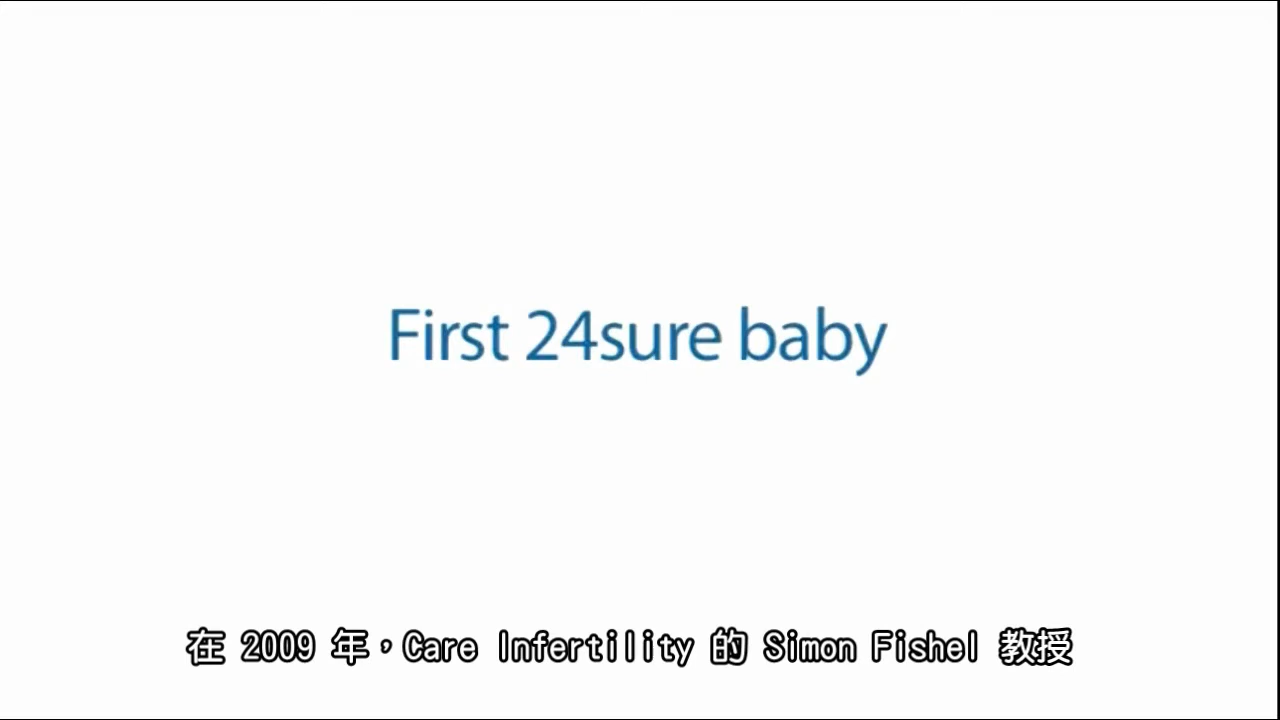 First 24sure baby
在 2009 年，Care Infertility 的 Simon Fishel 教授